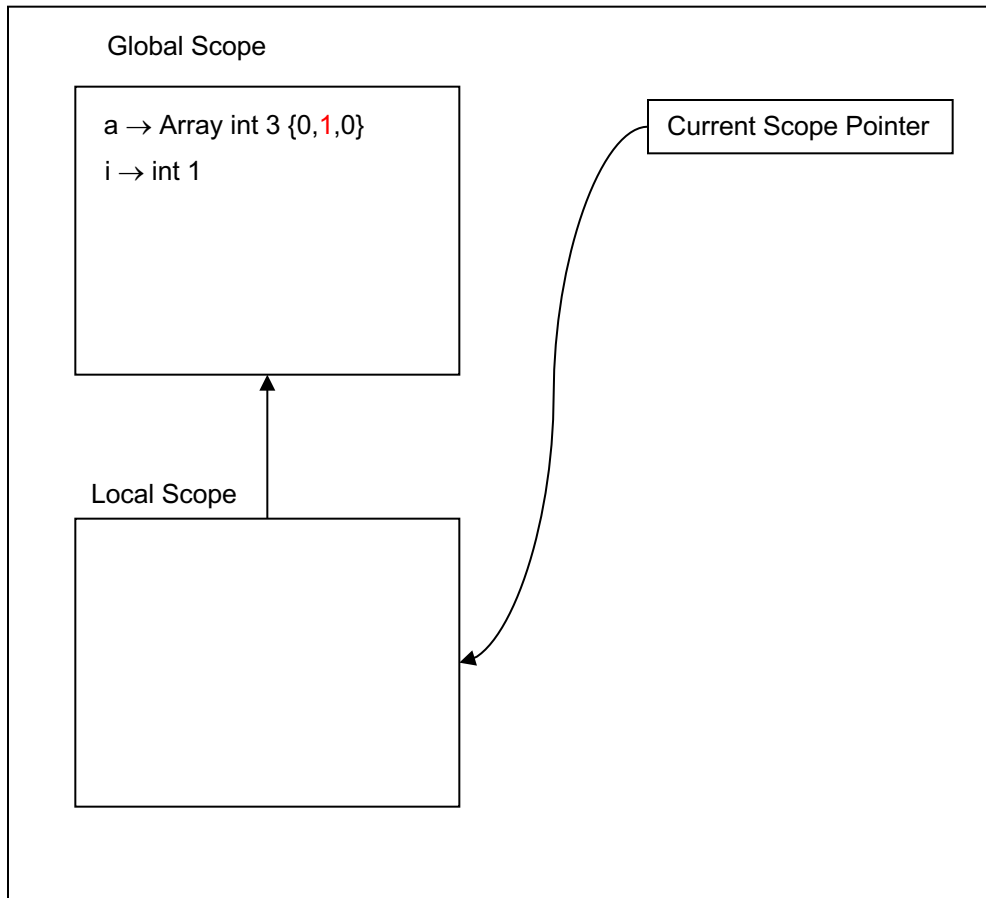 Global Scope
a → Array int 3 {0,1,0}
i → int 1
Current Scope Pointer
Local Scope